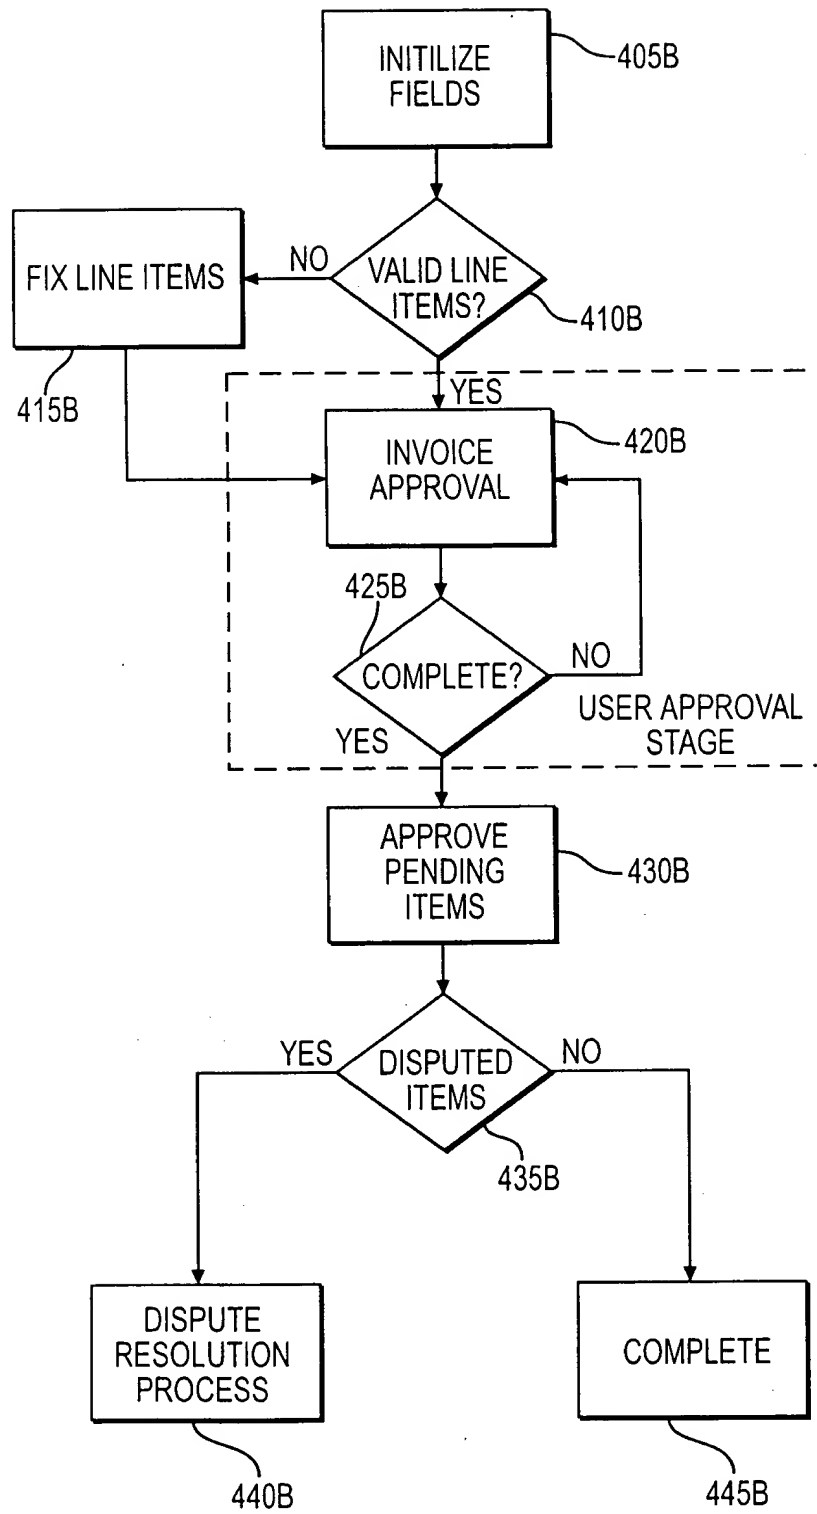 INITILIZE
FIELDS
405B
NO
VALID LINE
ITEMS?
410B
FIX LINE ITEMS
415B
YES
INVOICE
APPROVAL
420B
425B
COMPLETE?
NO
YES
USER APPROVAL
STAGE
APPROVE
PENDING
ITEMS
430B
YES
DISPUTED
ITEMS
NO
435B
DISPUTE
RESOLUTION
PROCESS
COMPLETE
440B
445B